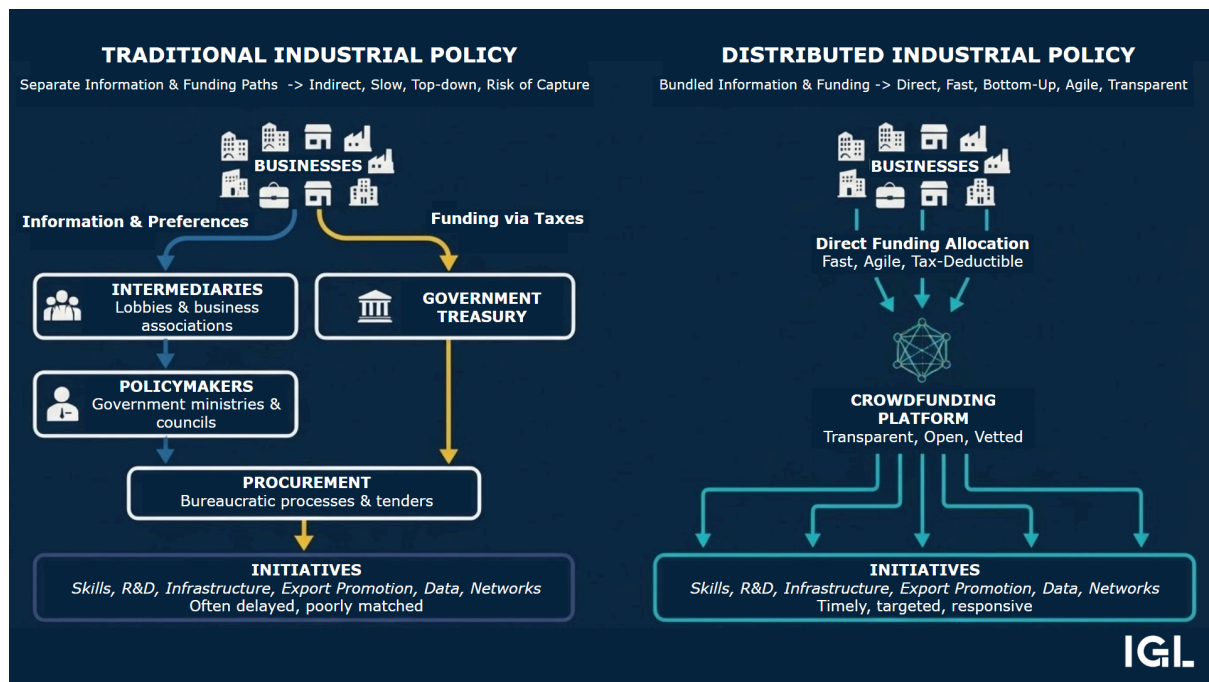 TRADITIONAL INDUSTRIAL POLICY
Separate Information & Funding Paths -> Indirect, Slow, Top-down, Risk of Capture
BUSINESSES
Information & Preferences
Funding via Taxes
INTERMEDIARIES
Lobbies & business
associations
GOVERNMENT
TREASURY
POLICYMAKERS
Government ministries &
councils
PROCUREMENT
Bureaucratic processes & tenders
INITIATIVES
Skills, R&D, Infrastructure, Export Promotion, Data, Networks
Often delayed, poorly matched
DISTRIBUTED INDUSTRIAL POLICY
Bundled Information & Funding -> Direct, Fast, Bottom-Up, Agile, Transparent
BUSINESSES
Direct Funding Allocation
Fast, Agile, Tax-Deductible
CROWDFUNDING
PLATFORM
Transparent, Open, Vetted
INITIATIVES
Skills, R&D, Infrastructure, Export Promotion, Data, Networks
Timely, targeted, responsive
IGL